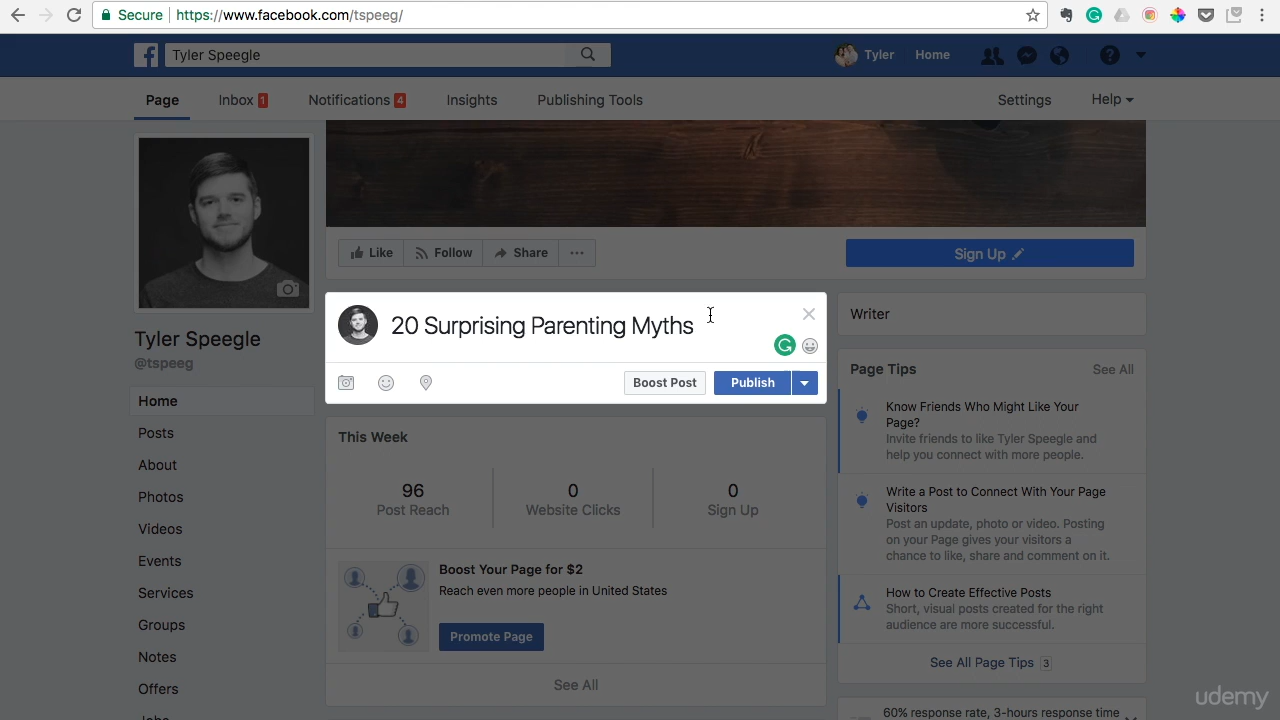 Secure https://www.facebook.com/tspeeg/
Tyler Speegle
Tyler Home
Page Inbox 1 Notifications 4 Insights Publishing Tools Settings Help
Like Follow Share
Sign Up
20 Surprising Parenting Myths
Boost Post Publish
Tyler Speegle
@tspeeg
Home
Posts
About
Photos
Videos
Events
Services
Groups
Notes
Offers
This Week
96 0 0
Post Reach Website Clicks Sign Up
Boost Your Page for $2
Reach even more people in United States
Promote Page
See All
Writer
Page Tips See All
Know Friends Who Might Like Your
Page?
Invite friends to like Tyler Speegle and
help you connect with more people.
Write a Post to Connect With Your Page
Visitors
Post an update, photo or video. Posting
on your Page gives your visitors a
chance to like, share and comment on it.
How to Create Effective Posts
Short, visual posts created for the right
audience are more successful.
See All Page Tips 3
60% response rate, 3-hours response time
udemy